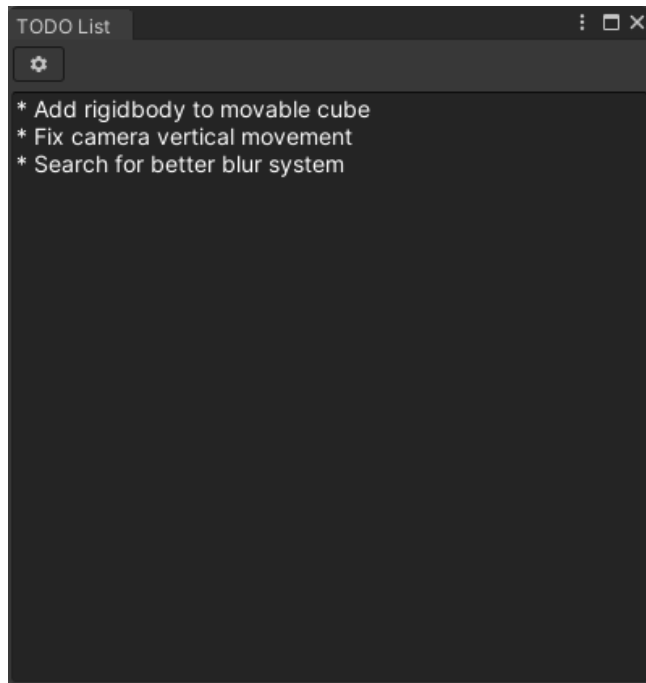 TODO List
* Add rigidbody to movable cube
* Fix camera vertical movement
* Search for better blur system